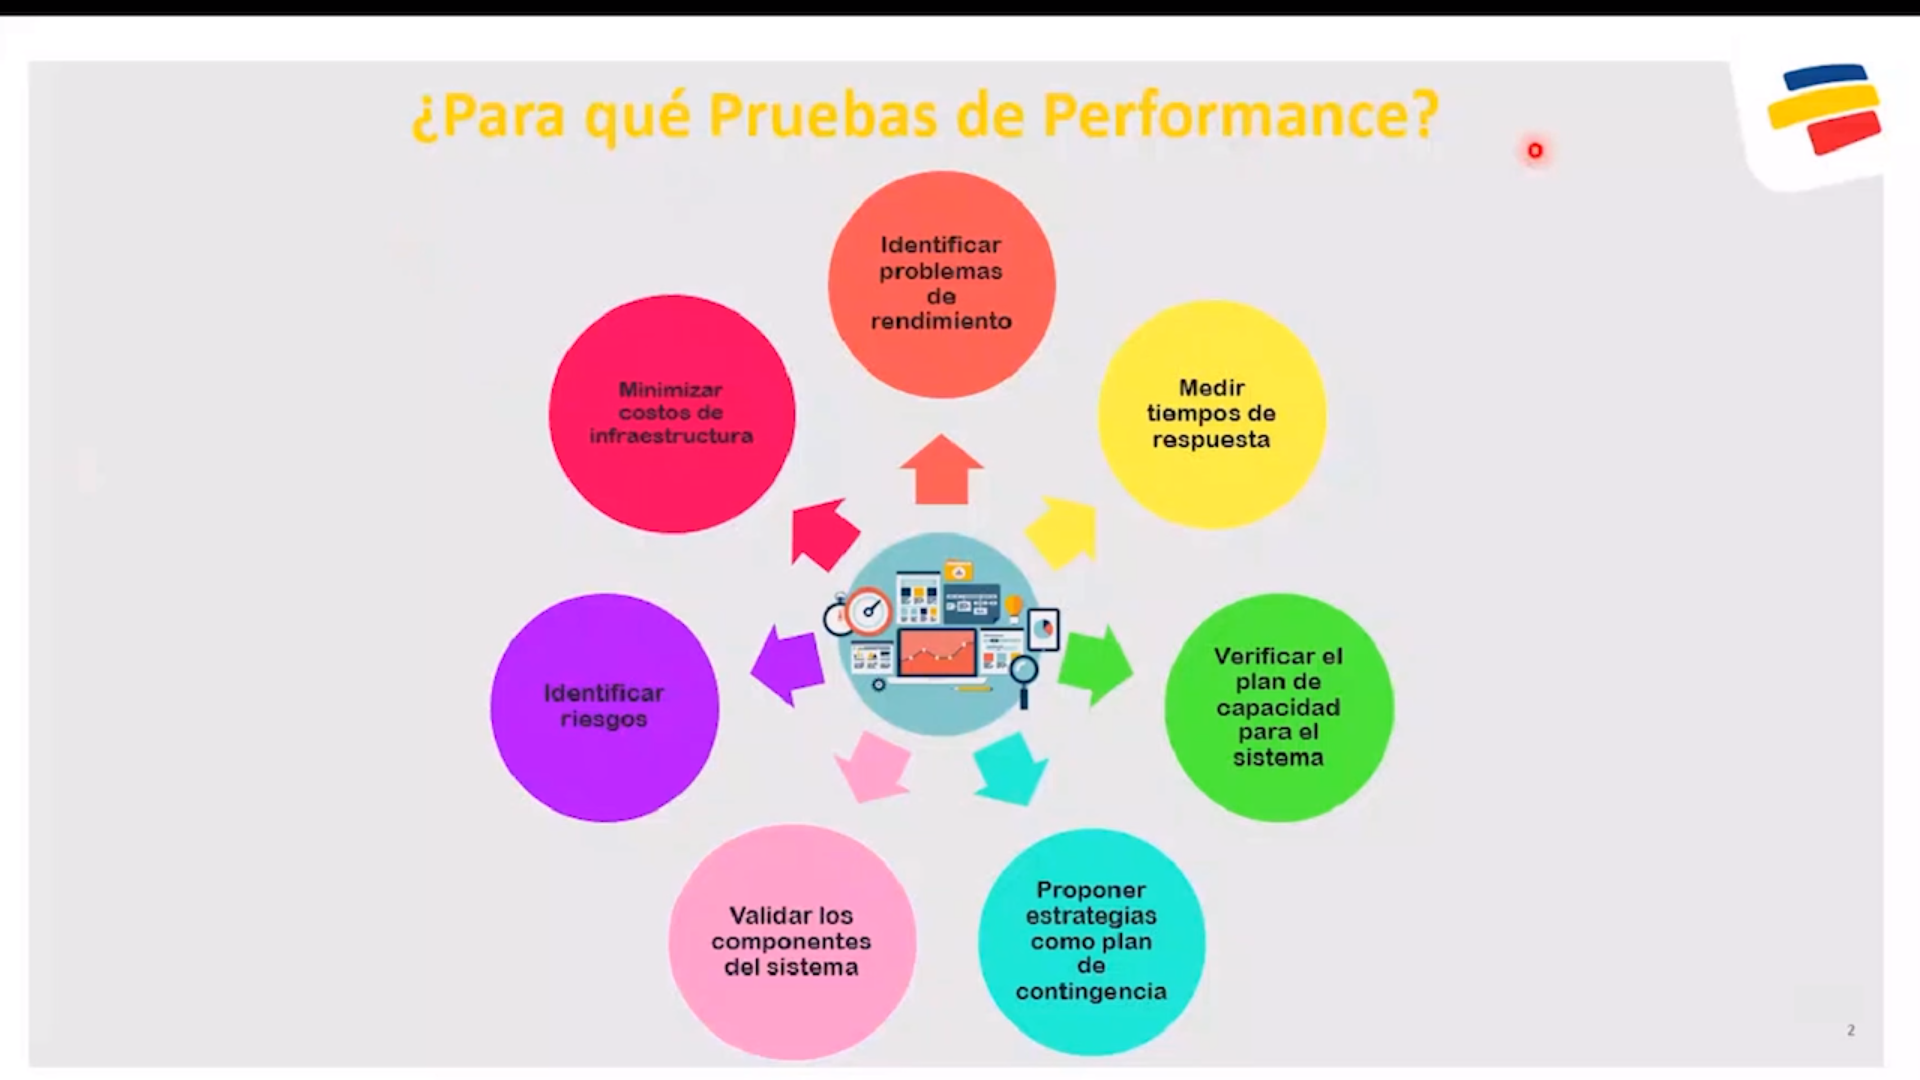 ¿Para qué Pruebas de Performance?
Identificar
problemas
de
rendimiento
Medir
tiempos de
respuesta
Verificar el
plan de
capacidad
para el
sistema
Proponer
estrategias
como plan
de
contingencia
Validar los
componentes
del sistema
Identificar
riesgos
Minimizar
costos de
infraestructura
2